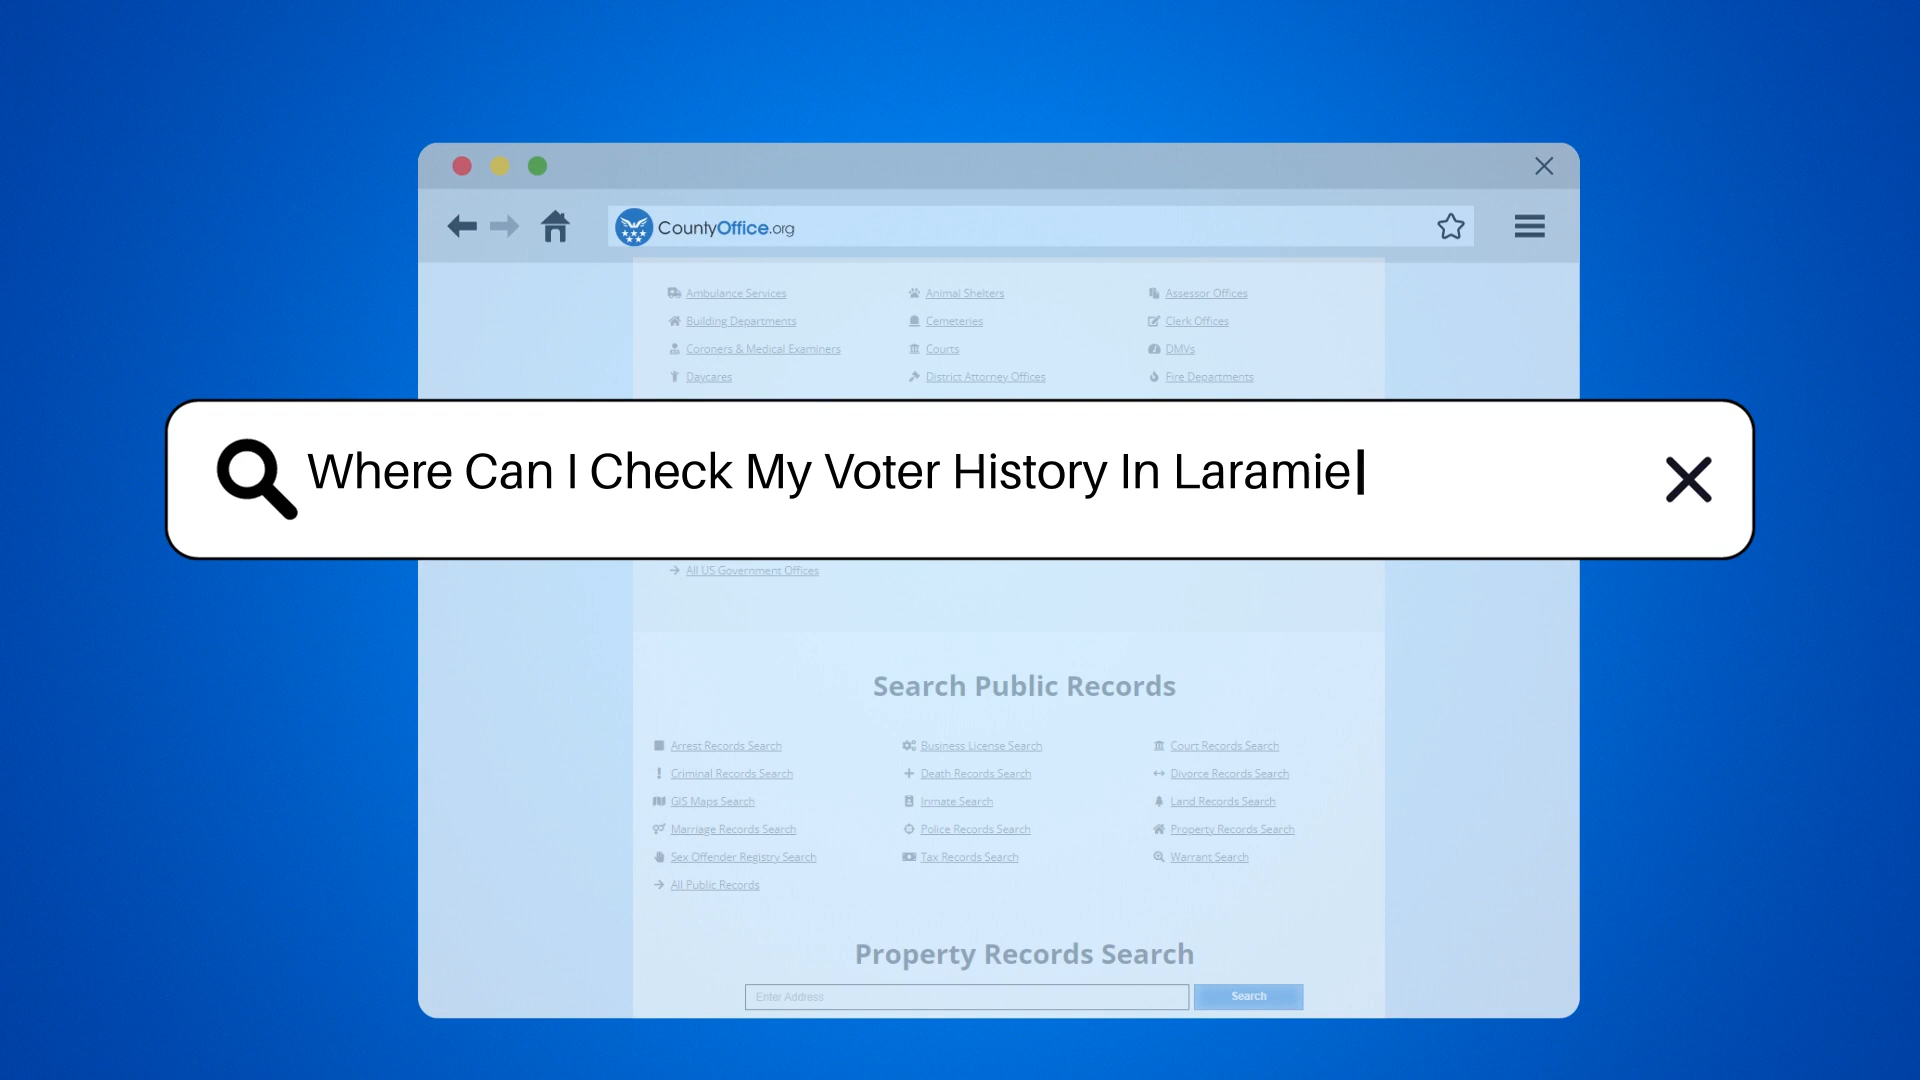 CountyOffice.org
Ambulance Services Animal Shelters Assessor Offices
Building Departments Cemeteries Clerk Offices
Coroners & Medical Examiners Courts DMVs
Daycares District Attorney Offices Fire Departments
Where Can I Check My Voter History In Laramie
All US Government Offices
Search Public Records
Arrest Records Search Business License Search Court Records Search
Criminal Records Search Death Records Search Divorce Records Search
GIS Maps Search Inmate Search Land Records Search
Marriage Records Search Police Records Search Property Records Search
Sex Offender Registry Search Tax Records Search Warrant Search
All Public Records
Property Records Search
Enter Address Search